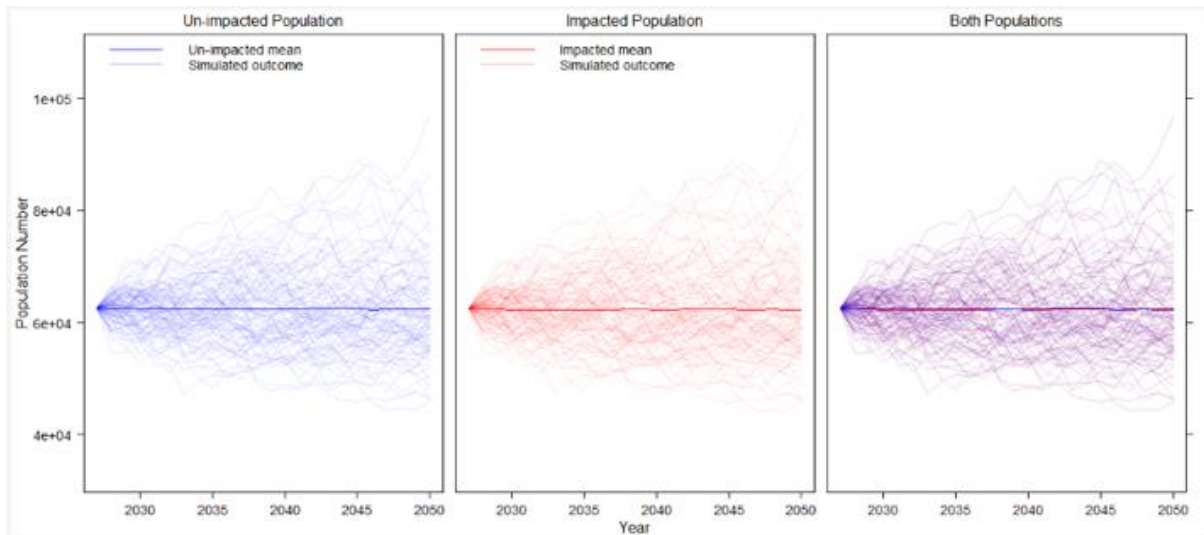 Un-impacted Population
Impacted Population
Both Populations
Un-impacted mean
Simulated outcome
Impacted mean
Simulated outcome
Population Number
1e+05
8e+04
6e+04
4e+04
2030 2035 2040 2045 2050
2030 2035 2040 2045 2050
2030 2035 2040 2045 2050
Year